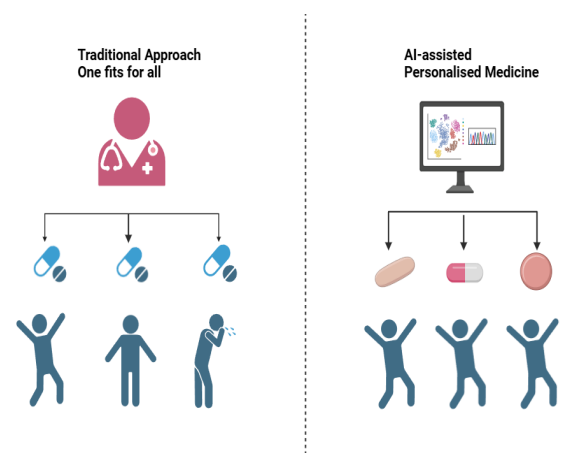 Traditional Approach
One fits for all
AI-assisted
Personalised Medicine